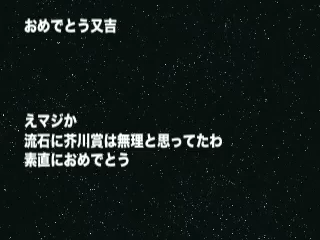 おめでとう又吉
えマジか
流石に芥川賞は無理と思ってたわ
素直におめでとう